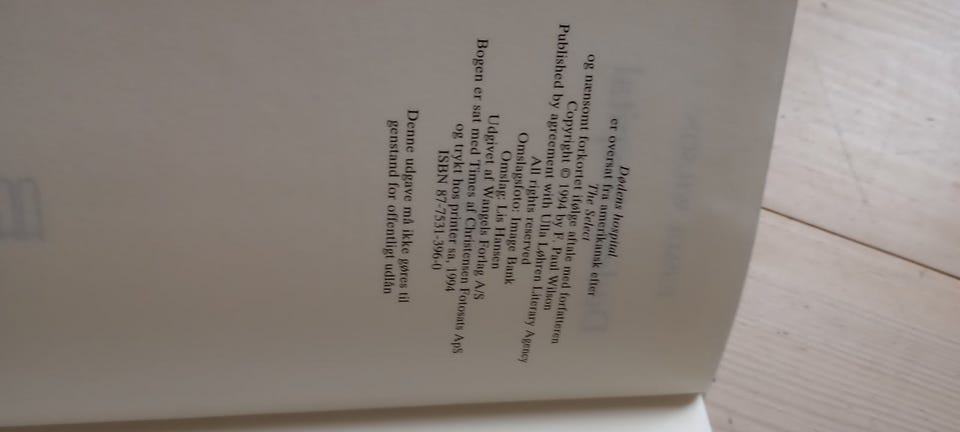 Dødens hospital
er oversat fra amerikansk efter
The Select
og nænsomt forkortet ifølge aftale med forfatteren
Copyright © 1994 by F. Paul Wilson
Published by agreement with Ulla Løhren Literary Agency
All rights reserved
Omslagsfoto: Image Bank
Omslag: Lis Hansen
Udgivet af Wangels Forlag A/S
Bogen er sat med Times af Christensen Fotosats ApS
og trykt hos printer sa, 1994
ISBN 87-7531-396-0
Denne udgave må ikke gøres til
genstand for offentligt udlån